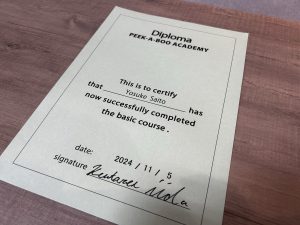 Diploma
PEEK-A-BOO ACADEMY
This is to certify
that Yosuke Saito has
now successfully completed
the basic course.
date: 2024 / 11 / 5
signature